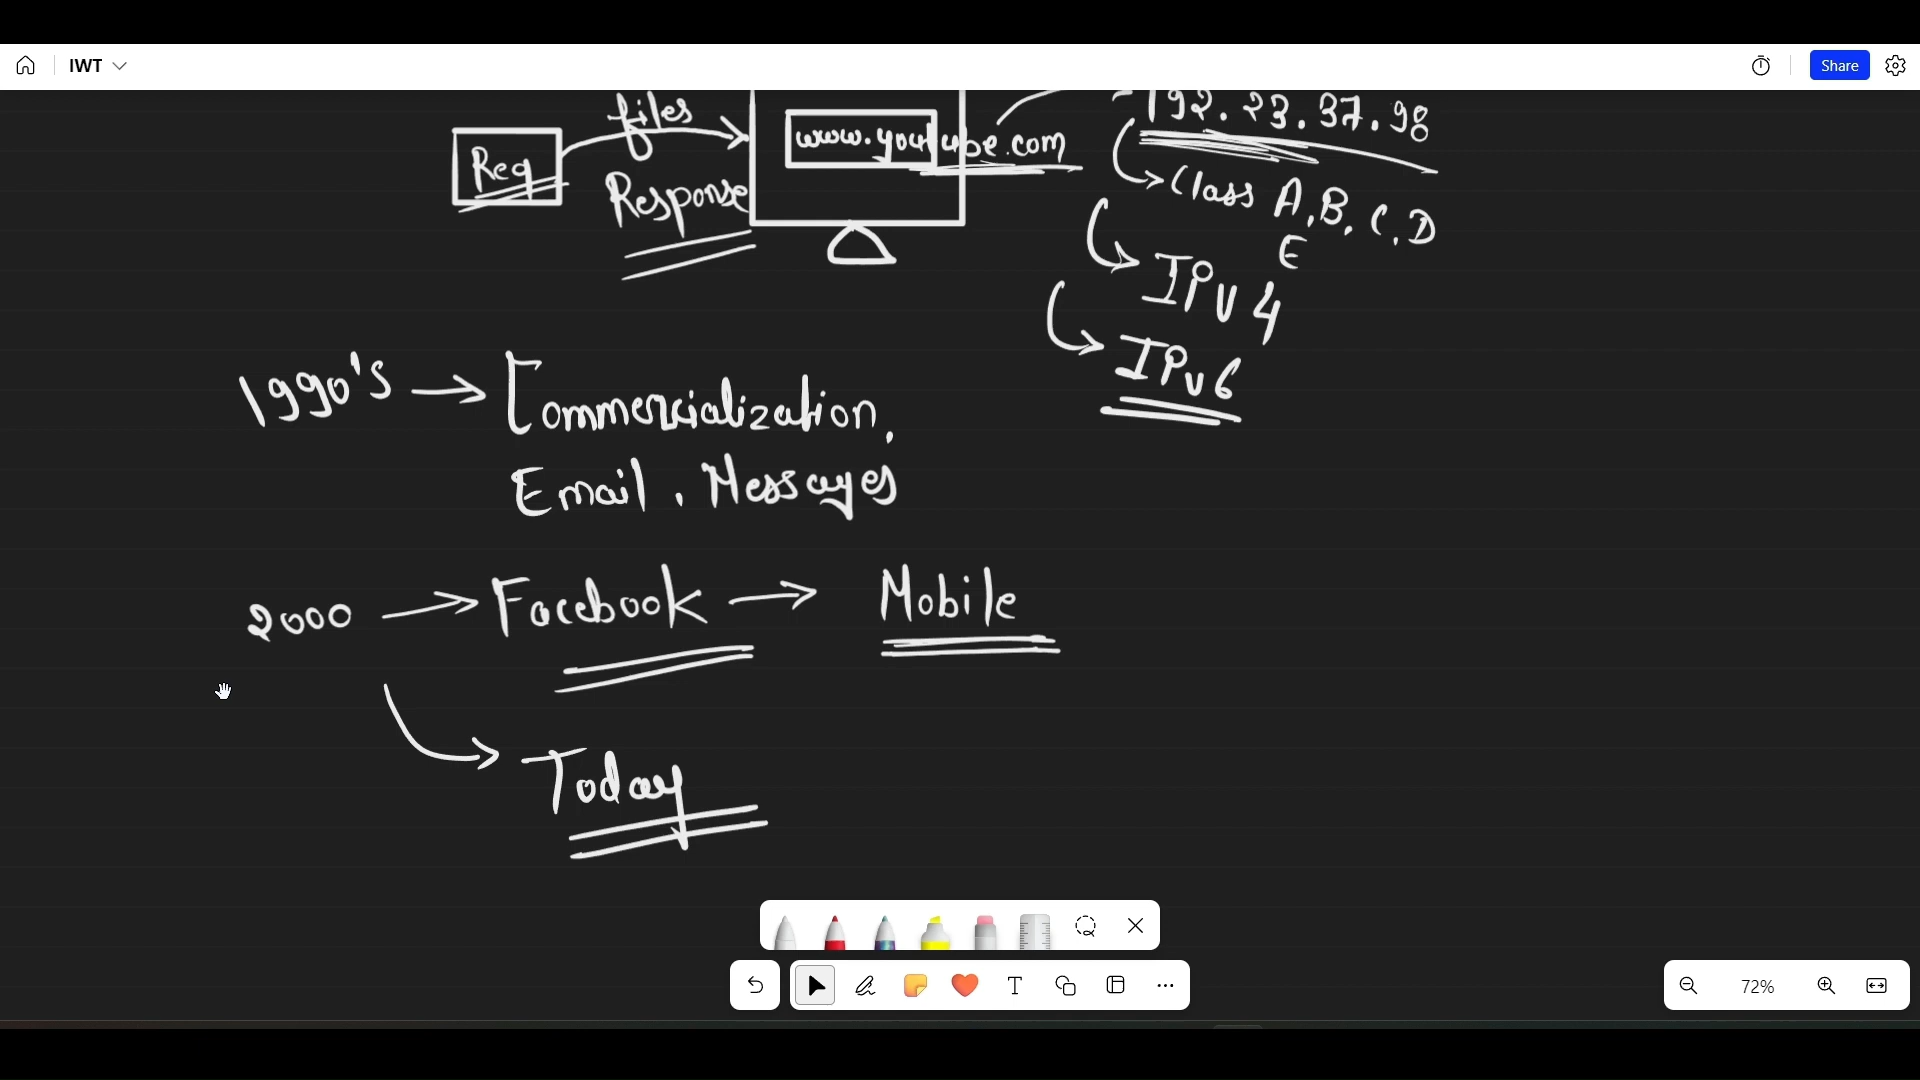 IWT
Share
files
Req
Response
www.youtube.com
192.23.37.98
Class A, B, C, D
E
IPv4
IPv6
1990's → Commercialization,
Email, Messages
2000 → Facebook → Mobile
Today
72%